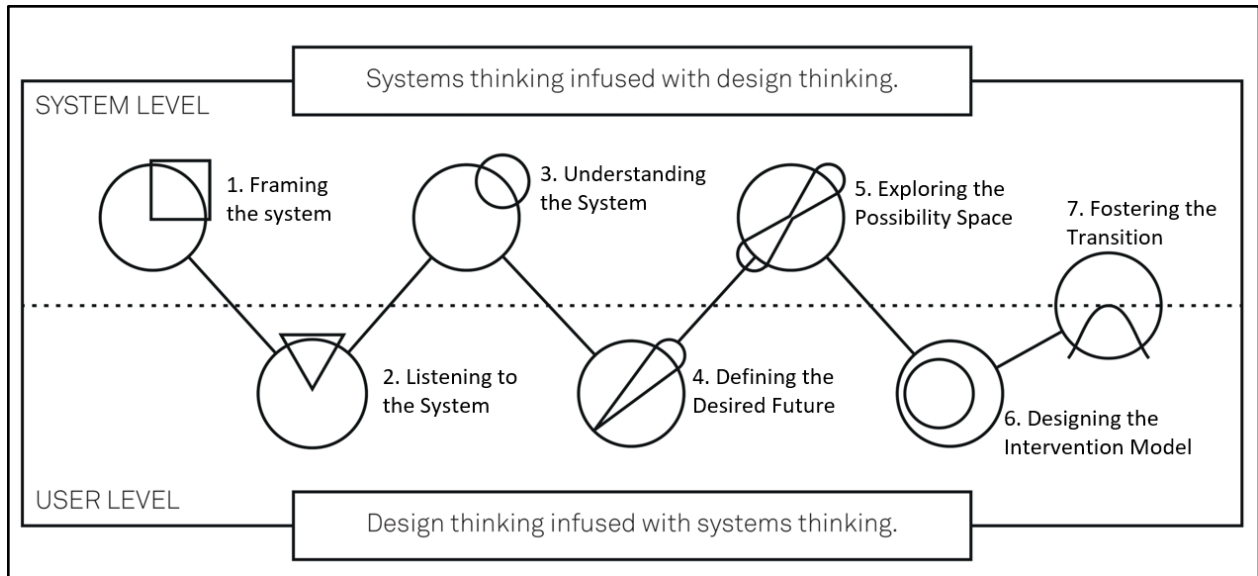 Systems thinking infused with design thinking.
SYSTEM LEVEL
1. Framing
the system
3. Understanding
the System
5. Exploring the
Possibility Space
7. Fostering the
Transition
2. Listening to
the System
4. Defining the
Desired Future
6. Designing the
Intervention Model
USER LEVEL
Design thinking infused with systems thinking.